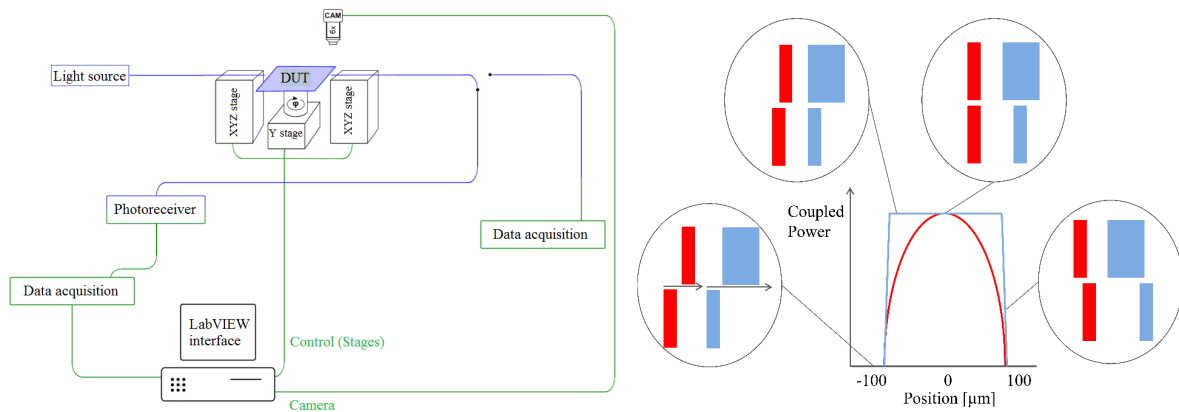 CAM
6x
Light source
DUT
φ
XYZ stage
Y stage
XYZ stage
Photoreceiver
Data acquisition
Data acquisition
LabVIEW
interface
Control (Stages)
Camera
Coupled
Power
-100
0
100
Position [µm]